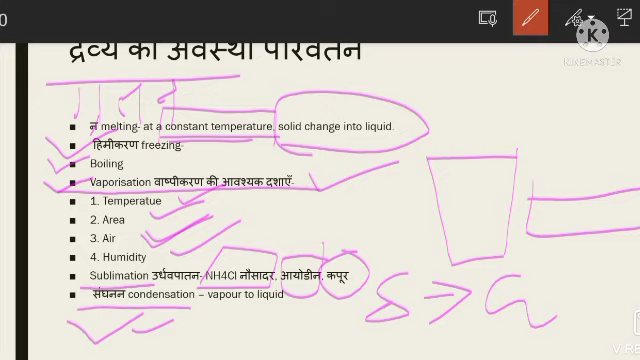 द्रव्य की अवस्था परिवर्तन
KINEMASTER
न melting- at a constant temperature, solid change into liquid.
हिमीकरण freezing-
Boiling
Vaporisation वाष्पीकरण की आवश्यक दशाएँ-
1. Temperatue
2. Area
3. Air
4. Humidity
Sublimation उर्धवपातन- NH4Cl नौसादर, आयोडीन, कपूर
संघनन condensation – vapour to liquid
S → G